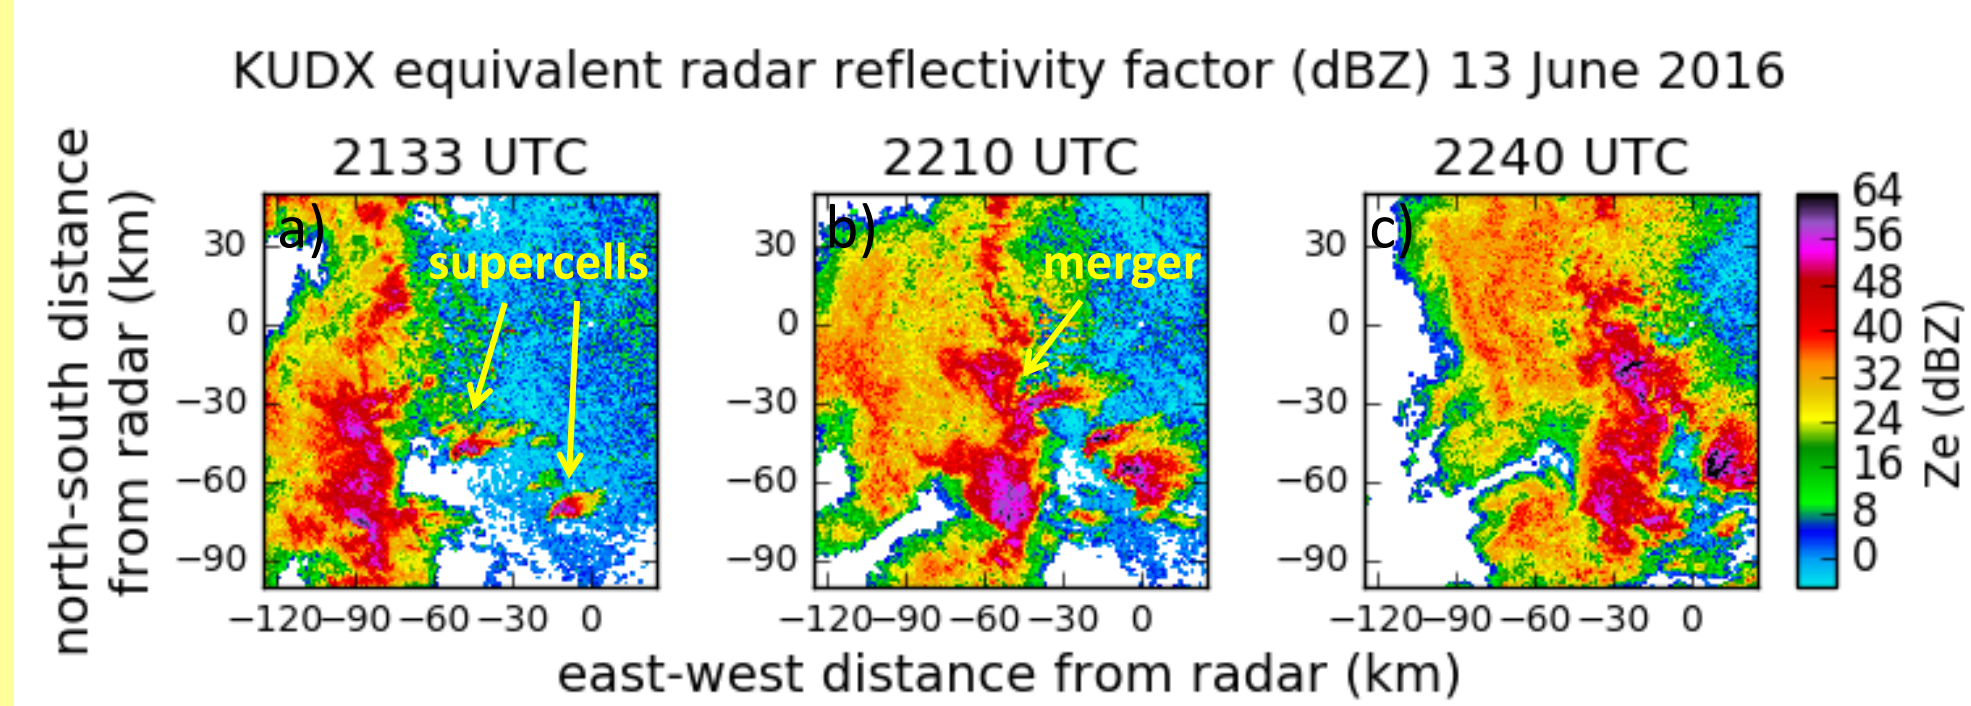 KUDX equivalent radar reflectivity factor (dBZ) 13 June 2016
2133 UTC
2210 UTC
2240 UTC
north-south distance
from radar (km)
a)
supercells
b)
merger
c)
30
0
−30
−60
−90
30
0
−30
−60
−90
30
0
−30
−60
−90
64
56
48
40
32
24
16
8
0
Ze (dBZ)
−120 −90 −60 −30 0
−120 −90 −60 −30 0
−120 −90 −60 −30 0
east-west distance from radar (km)